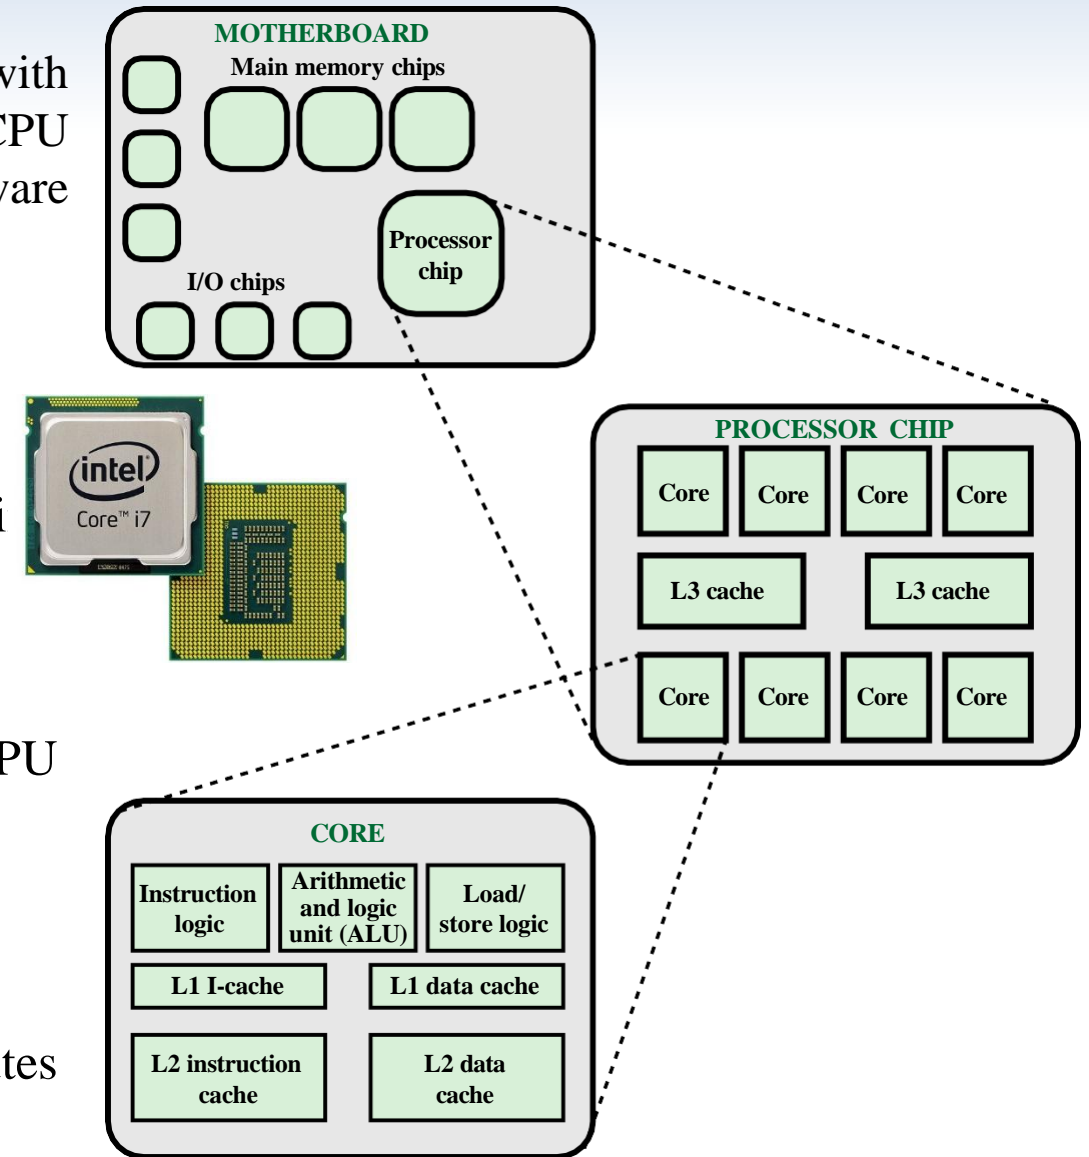 MOTHERBOARD
Main memory chips
with
CPU
Processor
chip
I/O chips
intel
Core™ i7
PROCESSOR CHIP
Core
Core
Core
Core
L3 cache
L3 cache
Core
Core
Core
Core
i
PU
CORE
Instruction
logic
Arithmetic
and logic
unit (ALU)
Load/
store logic
L1 I-cache
L1 data cache
L2 instruction
cache
L2 data
cache